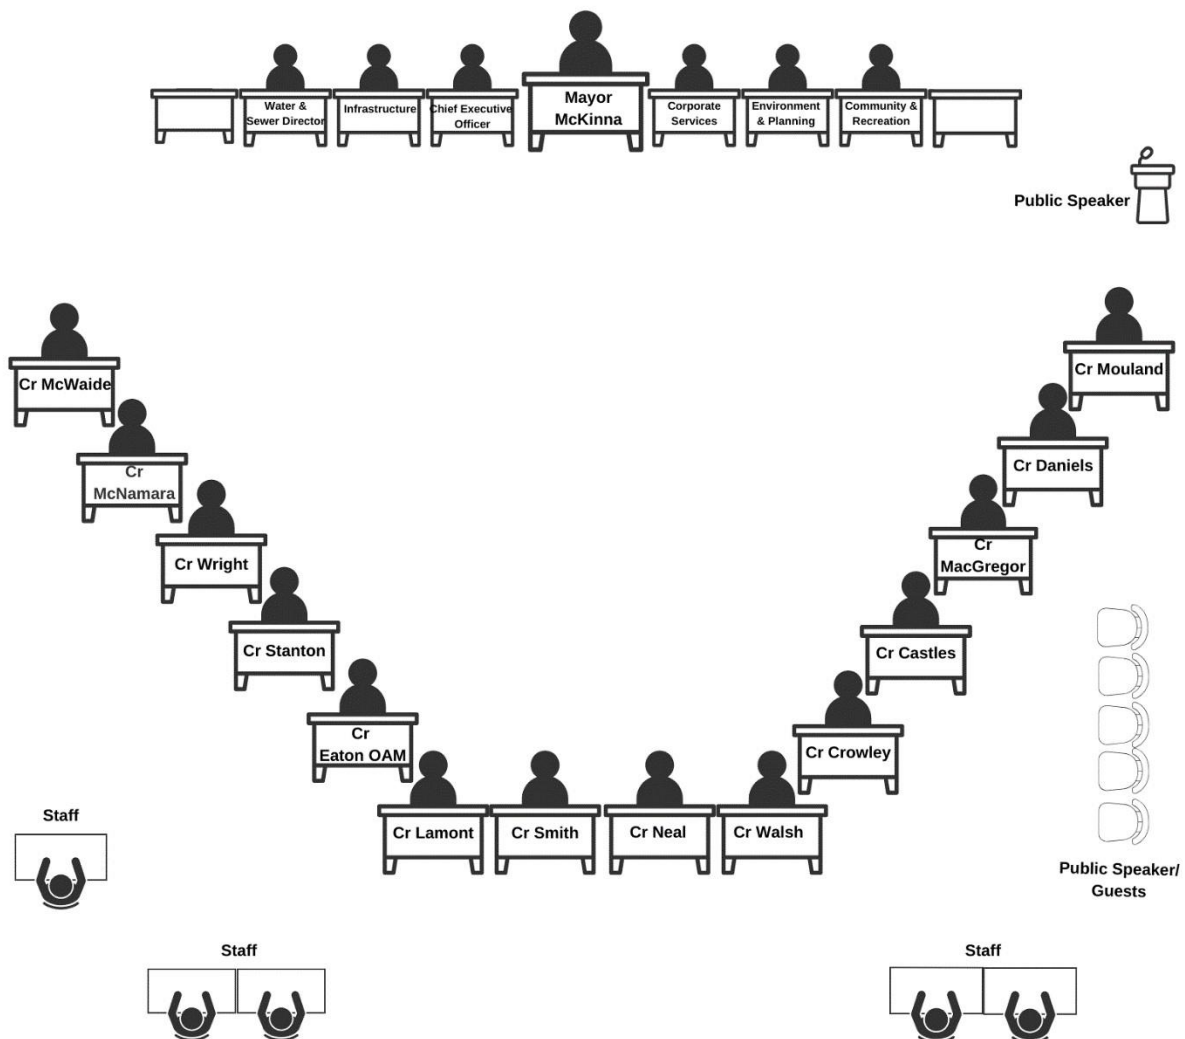 Water &
Sewer Director
Infrastructure
Chief Executive
Officer
Mayor
McKinna
Corporate
Services
Environment
& Planning
Community &
Recreation
Public Speaker
Cr McWaide
Cr Mouland
Cr
McNamara
Cr Daniels
Cr Wright
Cr
MacGregor
Cr Stanton
Cr Castles
Cr
Eaton OAM
Cr Crowley
Cr Lamont
Cr Smith
Cr Neal
Cr Walsh
Staff
Public Speaker/
Guests
Staff
Staff